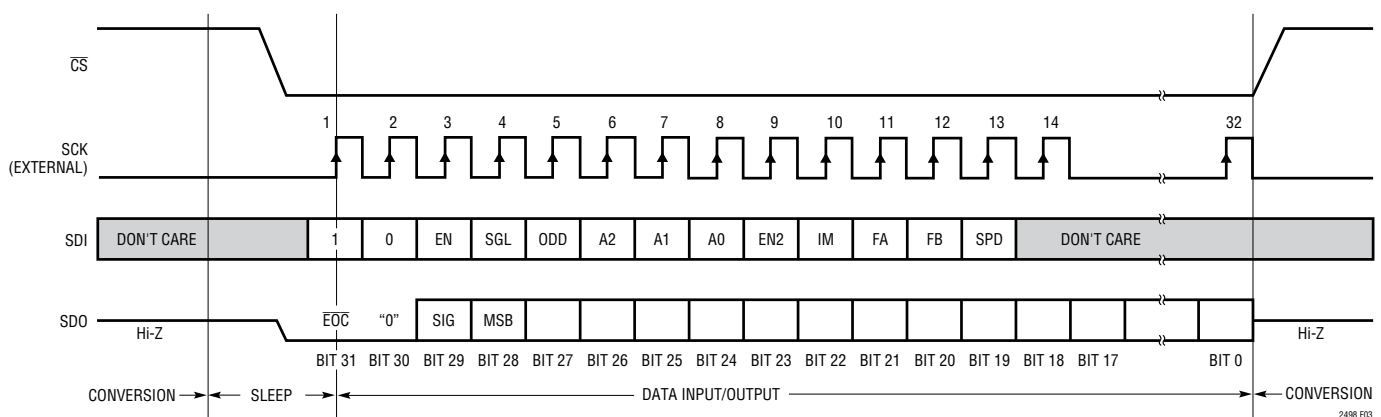 CS
SCK
(EXTERNAL)
1 2 3 4 5 6 7 8 9 10 11 12 13 14 32
SDI DON'T CARE 1 0 EN SGL ODD A2 A1 A0 EN2 IM FA FB SPD DON'T CARE
SDO Hi-Z EOC “0” SIG MSB Hi-Z
BIT 31 BIT 30 BIT 29 BIT 28 BIT 27 BIT 26 BIT 25 BIT 24 BIT 23 BIT 22 BIT 21 BIT 20 BIT 19 BIT 18 BIT 17 BIT 0
CONVERSION SLEEP DATA INPUT/OUTPUT CONVERSION
2498 F03